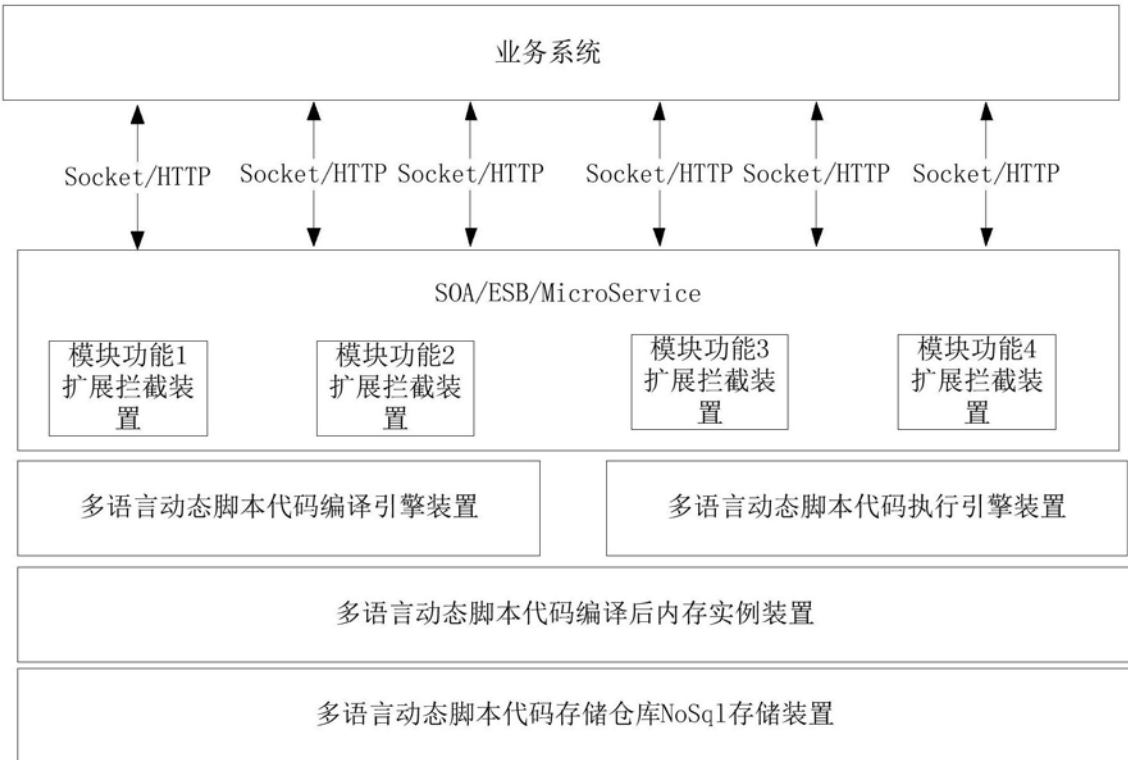 业务系统
Socket/HTTP Socket/HTTP Socket/HTTP Socket/HTTP Socket/HTTP Socket/HTTP
SOA/ESB/MicroService
模块功能1
扩展拦截装
置
模块功能2
扩展拦截装
置
模块功能3
扩展拦截装
置
模块功能4
扩展拦截装
置
多语言动态脚本代码编译引擎装置
多语言动态脚本代码执行引擎装置
多语言动态脚本代码编译后内存实例装置
多语言动态脚本代码存储仓库NoSql存储装置